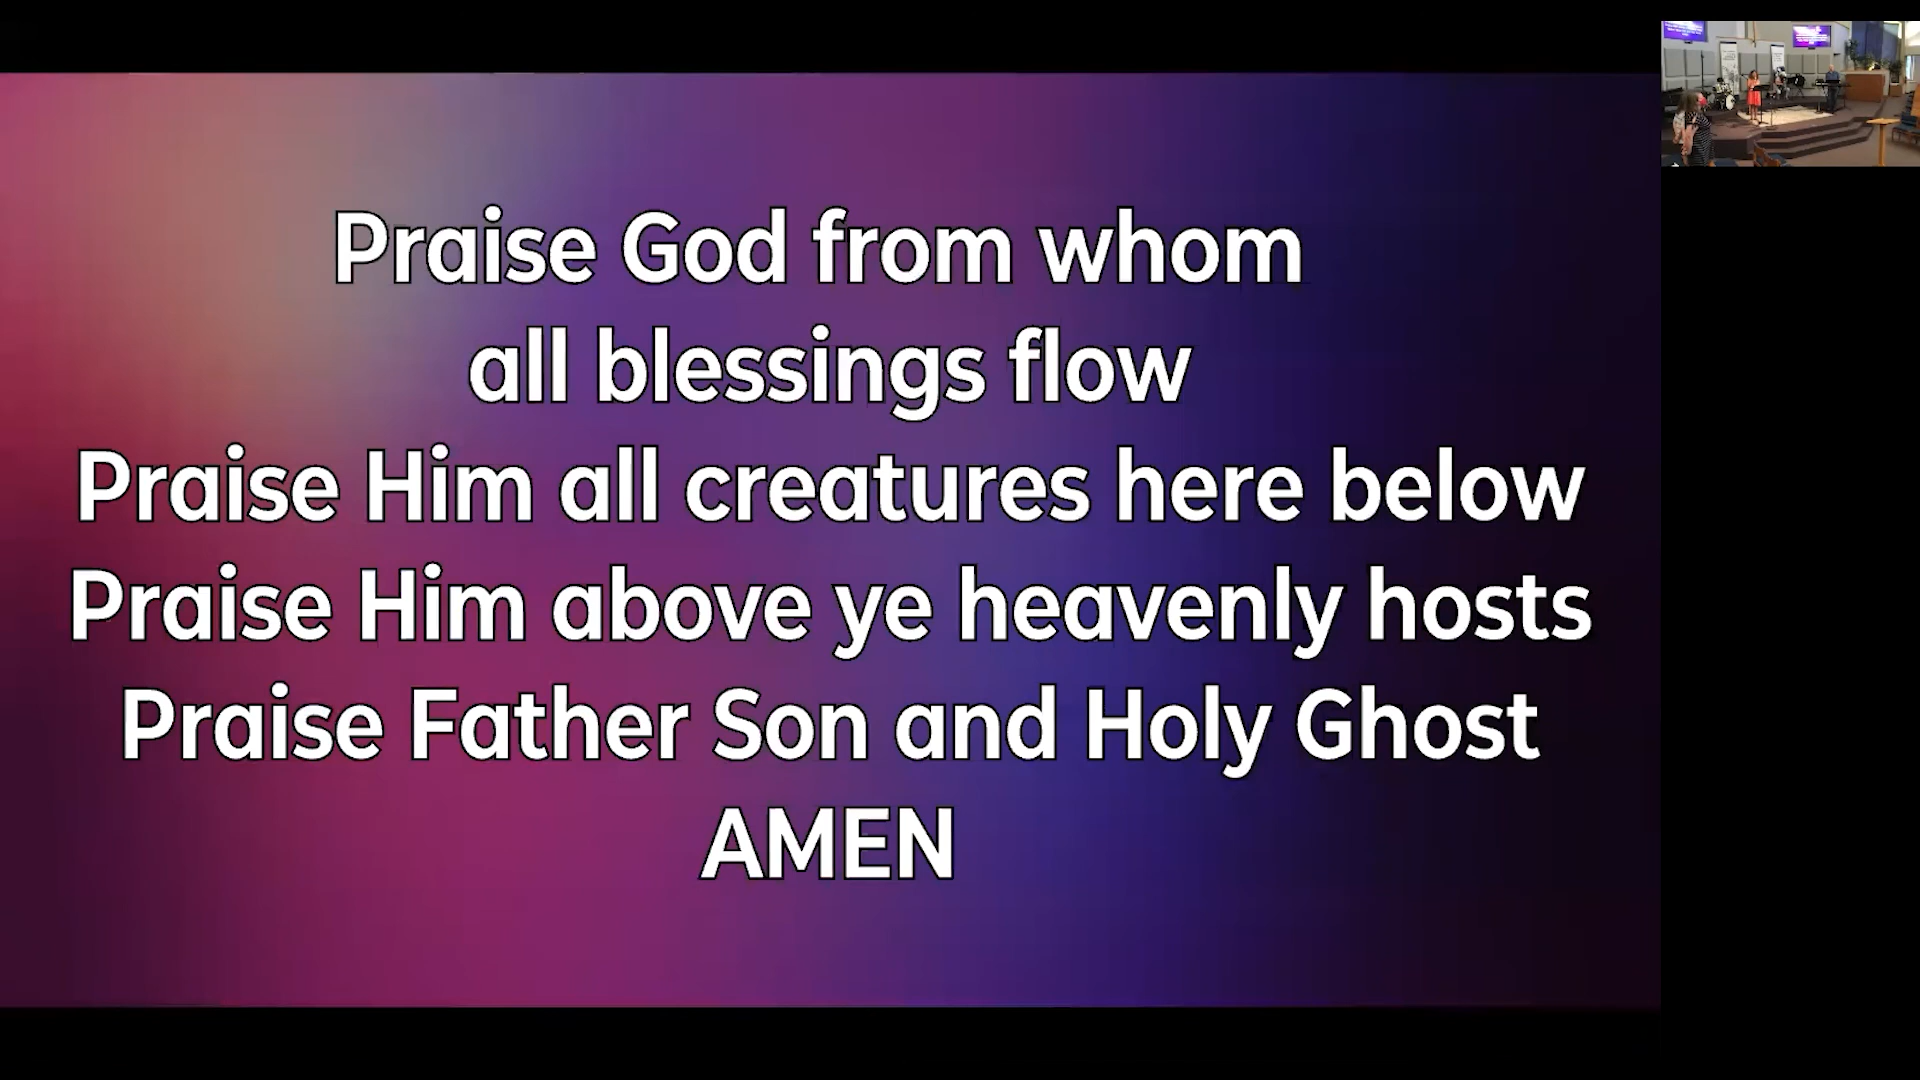 Praise God from whom
all blessings flow
Praise Him all creatures here below
Praise Him above ye heavenly hosts
Praise Father Son and Holy Ghost
AMEN